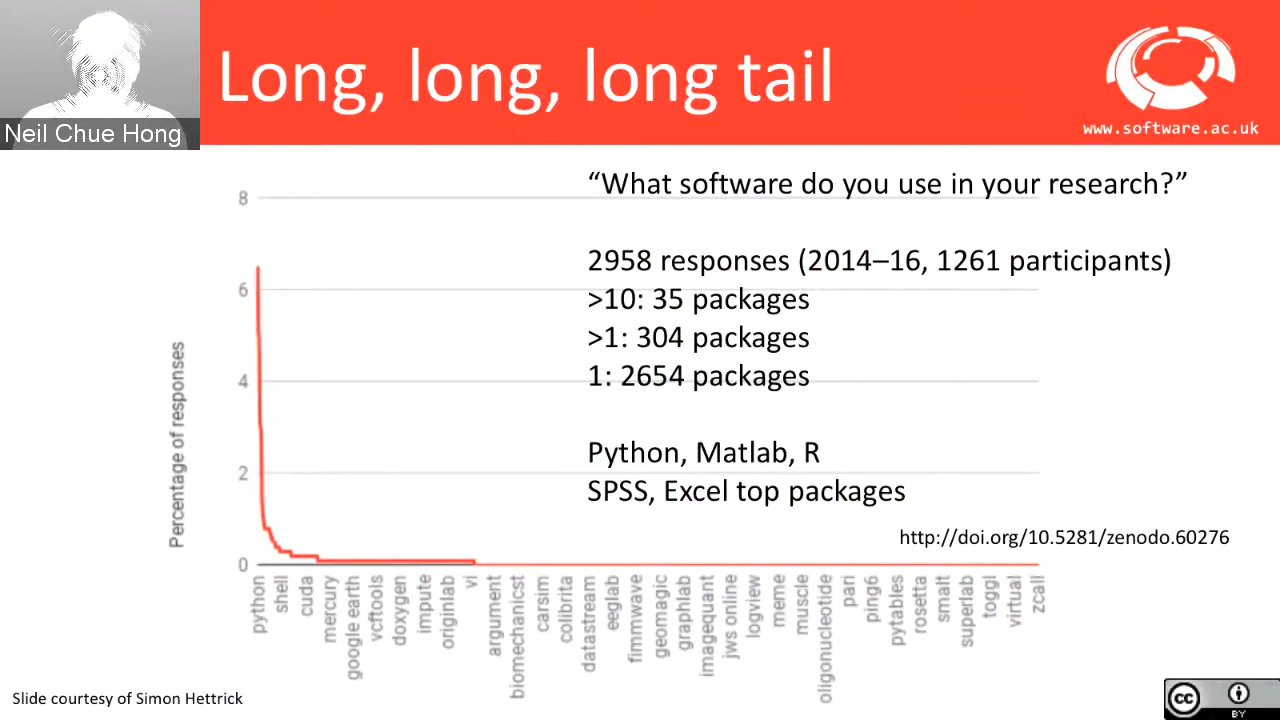 Long, long, long tail
Neil Chue Hong
www.software.ac.uk
“What software do you use in your research?”
2958 responses (2014–16, 1261 participants)
>10: 35 packages
>1: 304 packages
1: 2654 packages
Python, Matlab, R
SPSS, Excel top packages
http://doi.org/10.5281/zenodo.60276
Percentage of responses
8
6
4
2
0
python
shell
cuda
mercury
google earth
vcftools
doxygen
impute
originlab
vi
argument
biomechanicst
carsim
colibrita
datastream
eeglab
fimmwave
geomagic
graphlab
imagequant
jws online
logview
meme
muscle
oligonucleotide
pari
ping6
pytables
rosetta
smalt
superlab
toggl
virtual
zcall
Slide courtesy of Simon Hettrick
cc
BY